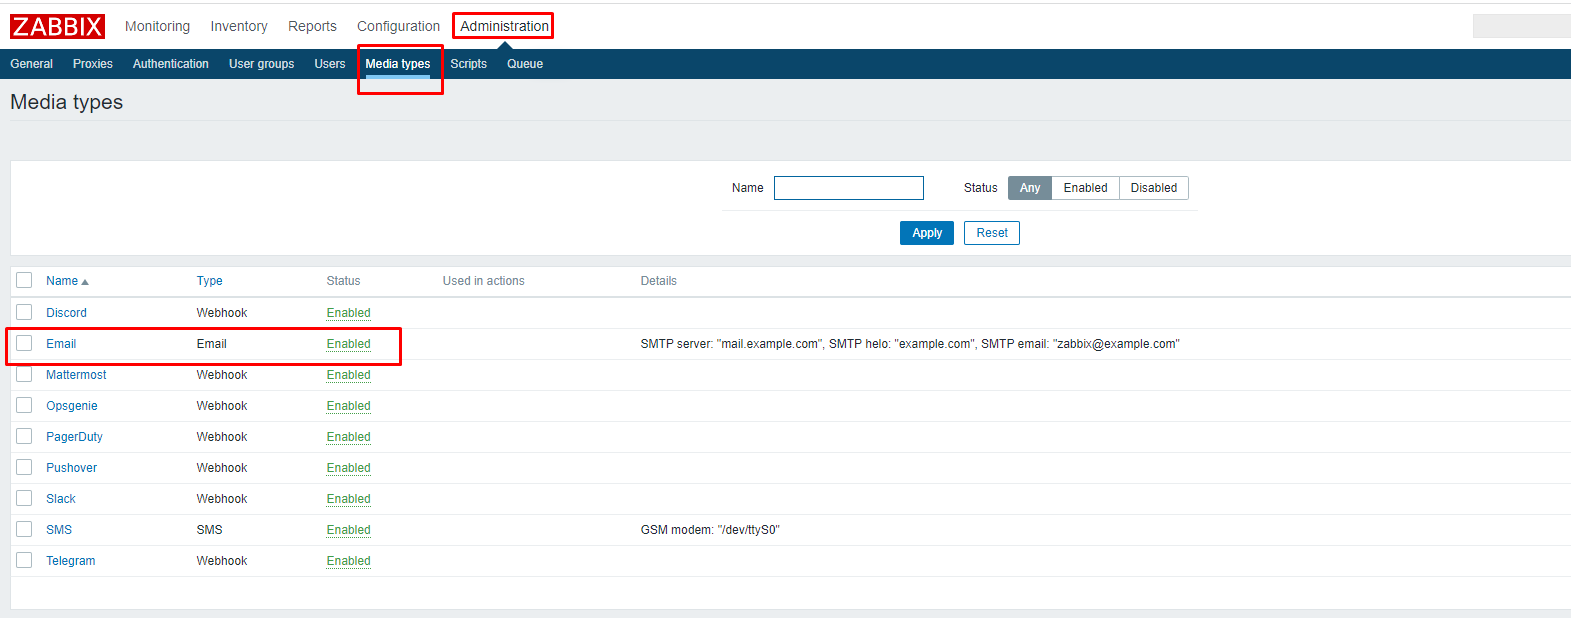 ZABBIX Monitoring Inventory Reports Configuration Administration
General Proxies Authentication User groups Users Media types Scripts Queue
Media types
Name Status Any Enabled Disabled
Apply Reset
Name Type Status Used in actions Details
Discord Webhook Enabled
Email Email Enabled SMTP server: "mail.example.com", SMTP helo: "example.com", SMTP email: "zabbix@example.com"
Mattermost Webhook Enabled
Opsgenie Webhook Enabled
PagerDuty Webhook Enabled
Pushover Webhook Enabled
Slack Webhook Enabled
SMS SMS Enabled GSM modem: "/dev/ttyS0"
Telegram Webhook Enabled